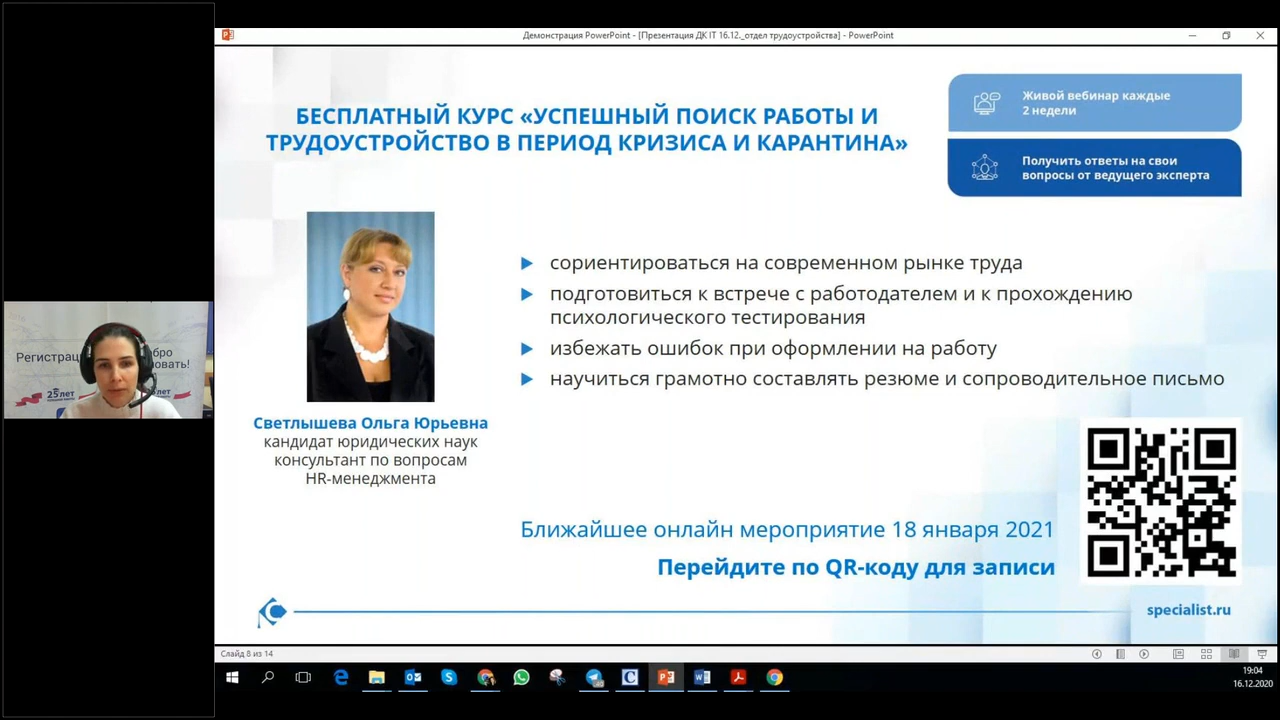 Демонстрация PowerPoint - [Презентация ДК IT 16.12._отдел трудоустройства] - PowerPoint
БЕСПЛАТНЫЙ КУРС «УСПЕШНЫЙ ПОИСК РАБОТЫ И
ТРУДОУСТРОЙСТВО В ПЕРИОД КРИЗИСА И КАРАНТИНА»
Живой вебинар каждые
2 недели
Получить ответы на свои
вопросы от ведущего эксперта
сориентироваться на современном рынке труда
подготовиться к встрече с работодателем и к прохождению
психологического тестирования
избежать ошибок при оформлении на работу
научиться грамотно составлять резюме и сопроводительное письмо
Светлышева Ольга Юрьевна
кандидат юридических наук
консультант по вопросам
HR-менеджмента
Ближайшее онлайн мероприятие 18 января 2021
Перейдите по QR-коду для записи
specialist.ru
Слайд 8 из 14
19:04
16.12.2020
25 лет